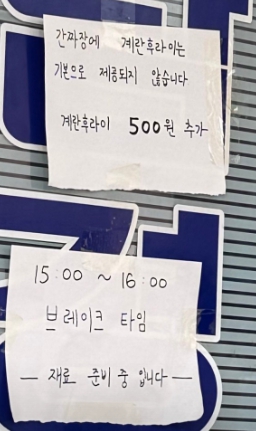 간짜장에 계란후라이는
기본으로 제공되지 않습니다
계란후라이 500원 추가
15:00 ~ 16:00
브레이크 타임
— 재료 준비 중 입니다 —